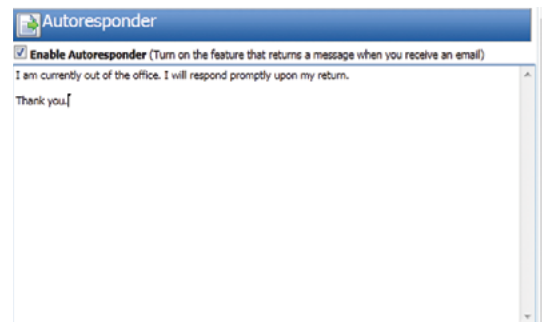 Autoresponder
Enable Autoresponder (Turn on the feature that returns a message when you receive an email)
I am currently out of the office. I will respond promptly upon my return.
Thank you.